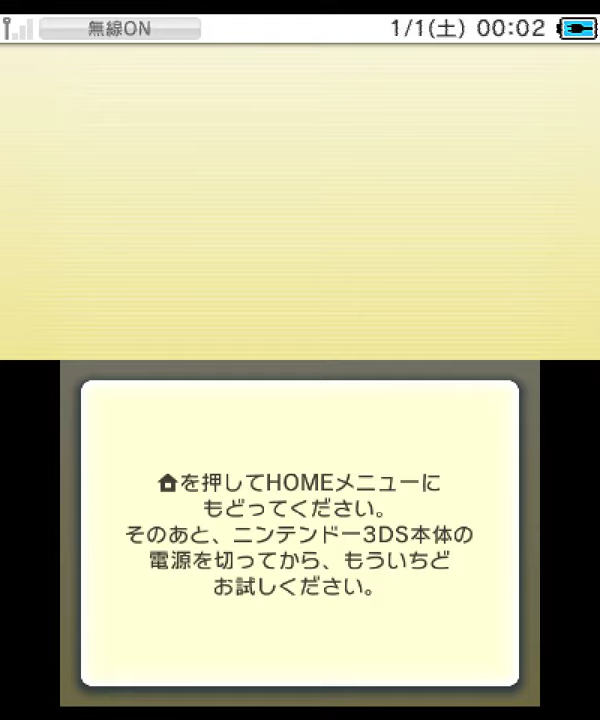 無線ON
1/1(土) 00:02
を押してHOMEメニューに
もどってください。
そのあと、ニンテンドー3DS本体の
電源を切ってから、もういちど
お試しください。